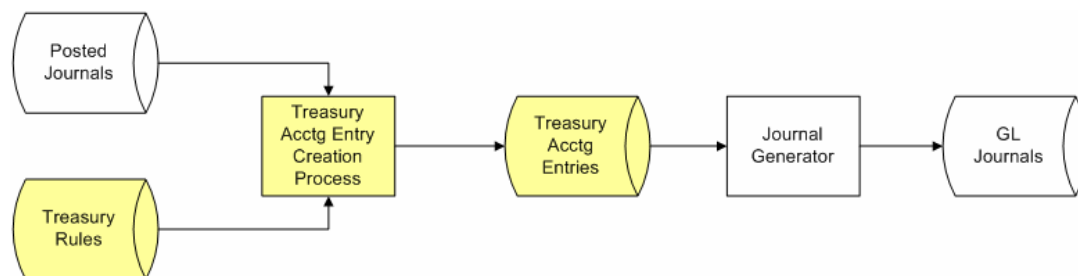 Posted
Journals
Treasury
Rules
Treasury
Acctg Entry
Creation
Process
Treasury
Acctg
Entries
Journal
Generator
GL
Journals